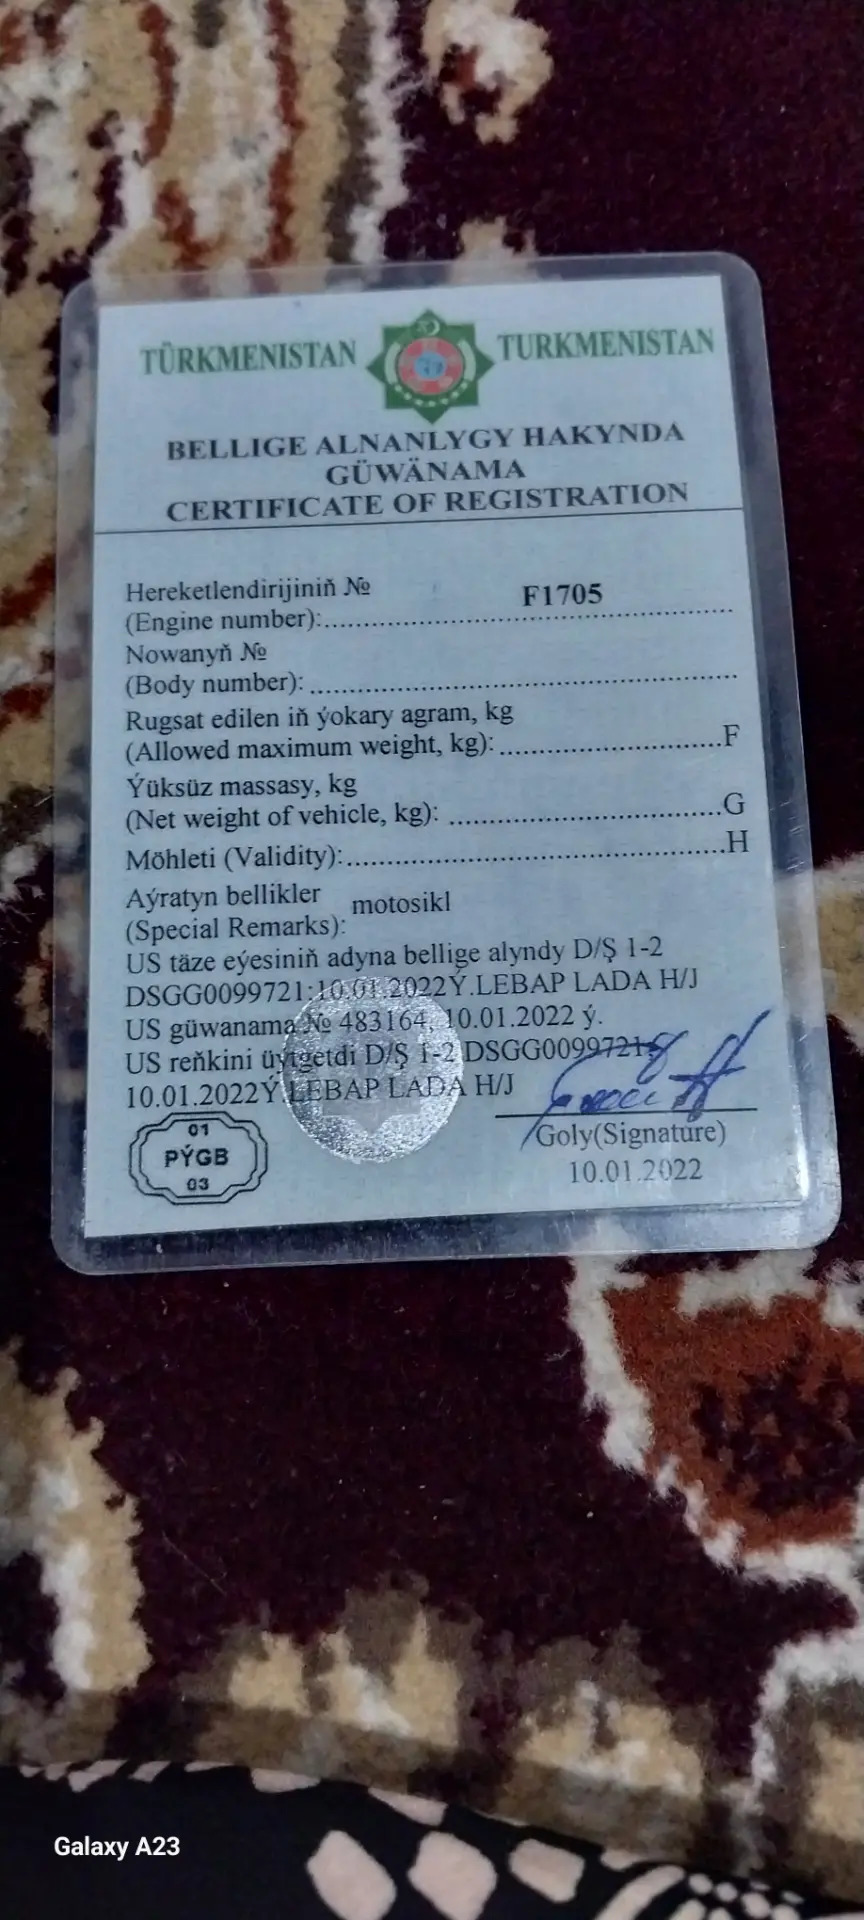 TÜRKMENISTAN TURKMENISTAN
BELLIGE ALNANLYGY HAKYNDA
GÜWÄNAMA
CERTIFICATE OF REGISTRATION
Hereketlendirijiniň №
(Engine number):.......... F1705
Nowanyň №
(Body number): ..........
Rugsat edilen iň ýokary agram, kg
(Allowed maximum weight, kg): ..........F
Ýüksüz massasy, kg
(Net weight of vehicle, kg): ..........G
Möhleti (Validity):..........H
Aýratyn bellikler motosikl
(Special Remarks):
US täze eýesiniň adyna bellige alyndy D/Ş 1-2
DSGG0099721:10.01.2022Ý.LEBAP LADA H/J
US güwanama № 483164, 10.01.2022 ý.
US reňkini üýtgetdi D/Ş 1-2 DSGG0099721
10.01.2022Ý LEBAP LADA H/J
01
PÝGB
03
Goly(Signature)
10.01.2022
Galaxy A23